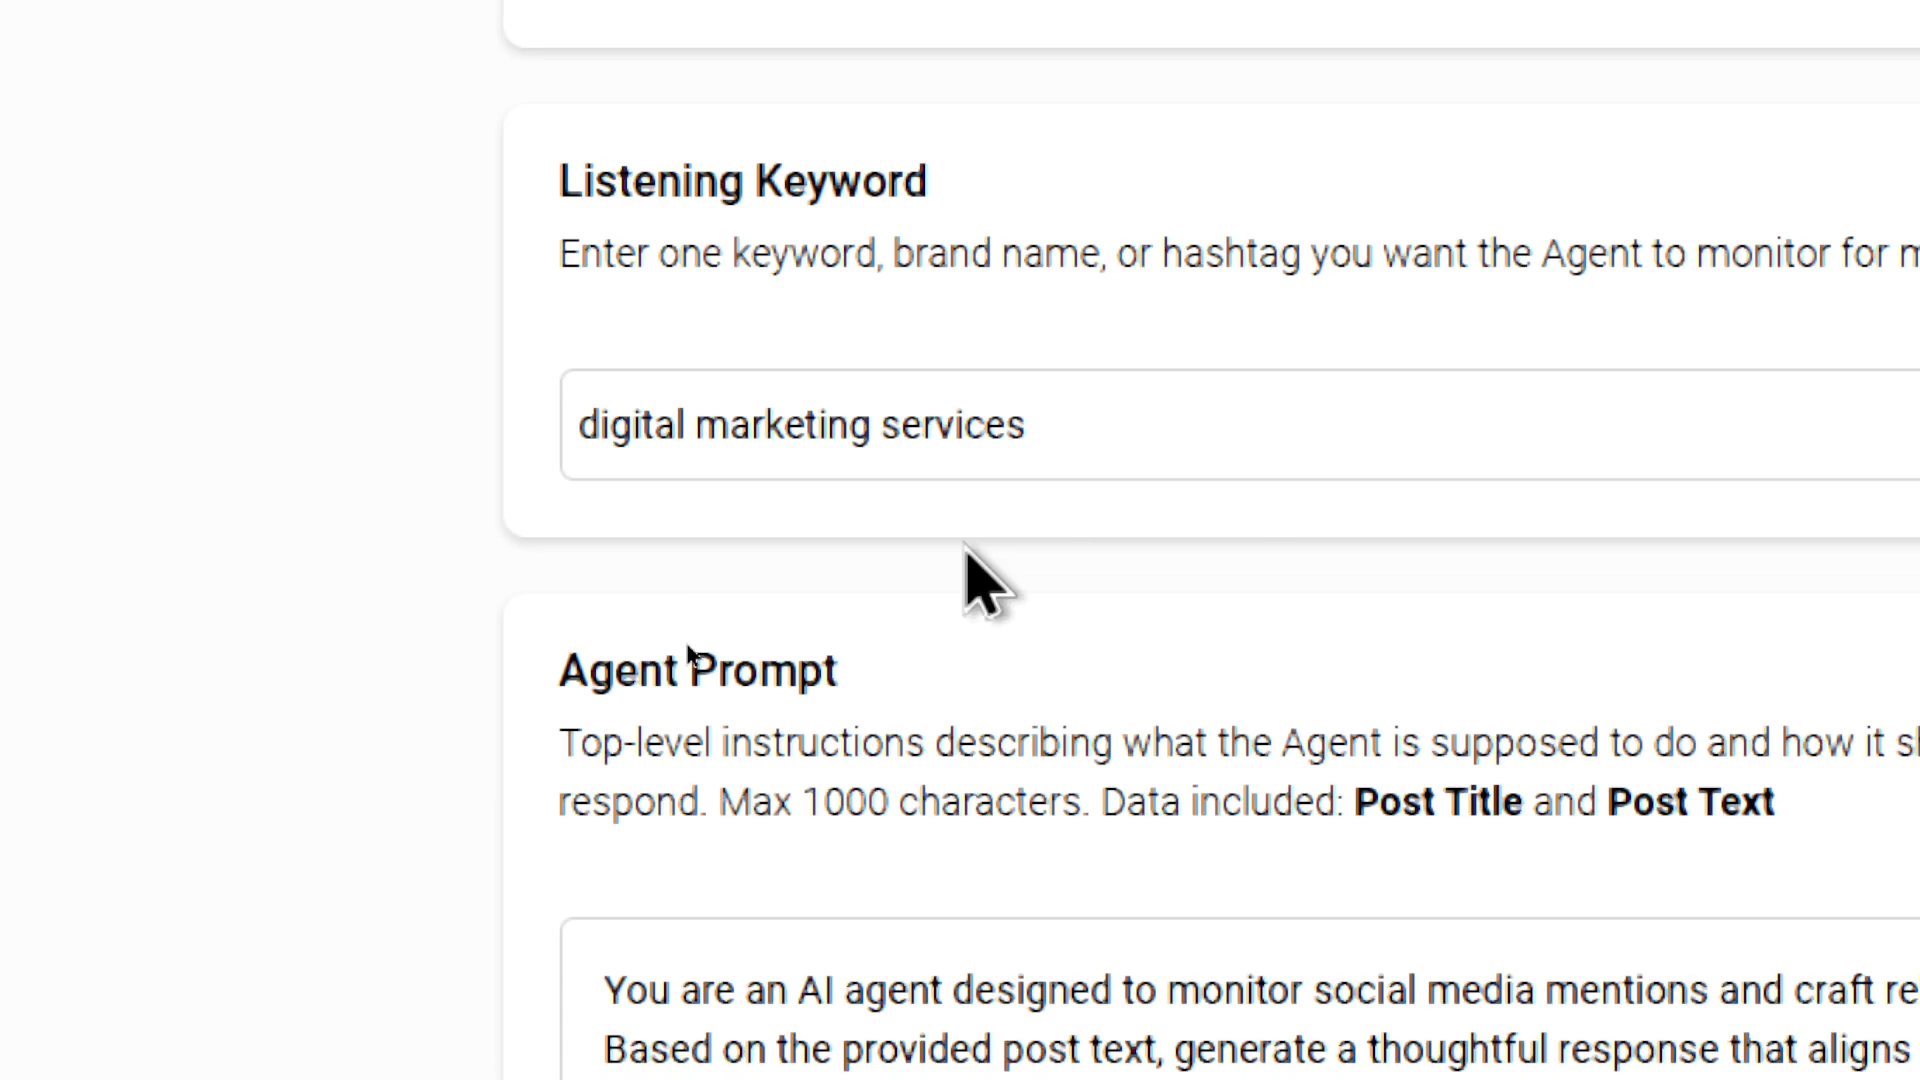 Listening Keyword
Enter one keyword, brand name, or hashtag you want the Agent to monitor for
digital marketing services
Agent Prompt
Top-level instructions describing what the Agent is supposed to do and how it
respond. Max 1000 characters. Data included: Post Title and Post Text
You are an AI agent designed to monitor social media mentions and craft
Based on the provided post text, generate a thoughtful response that aligns